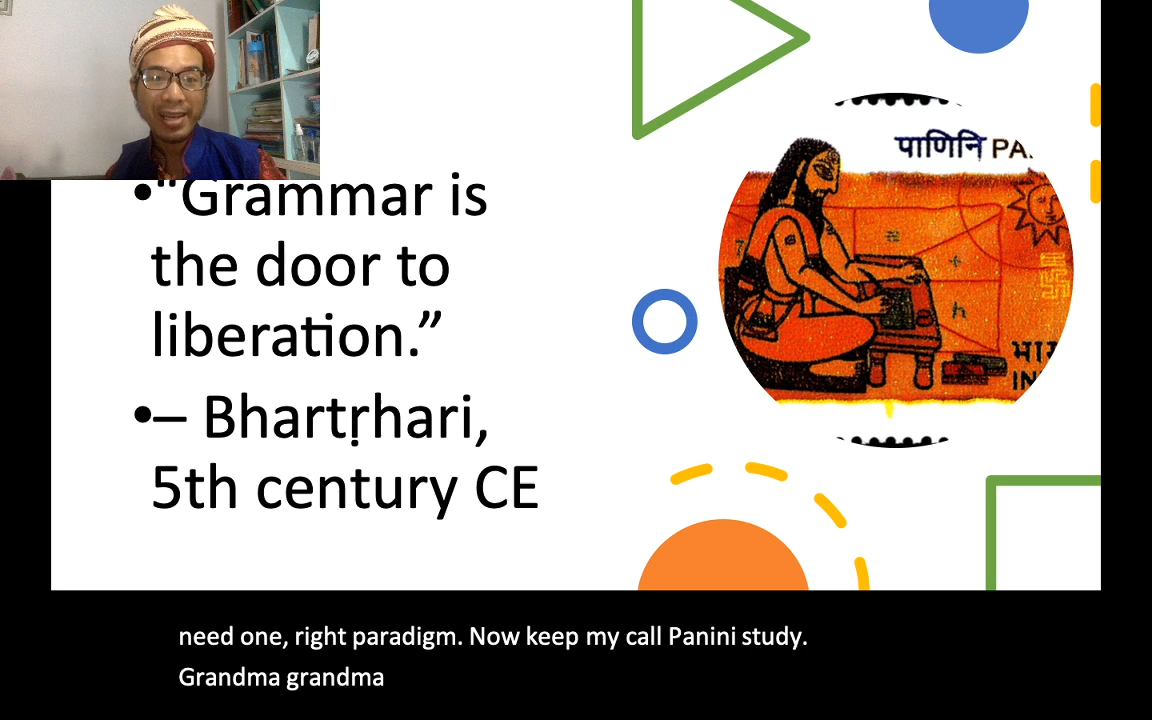 •"Grammar is
the door to
liberation.”
•– Bhartṛhari,
5th century CE
पाणिनि PA
need one, right paradigm. Now keep my call Panini study.
Grandma grandma